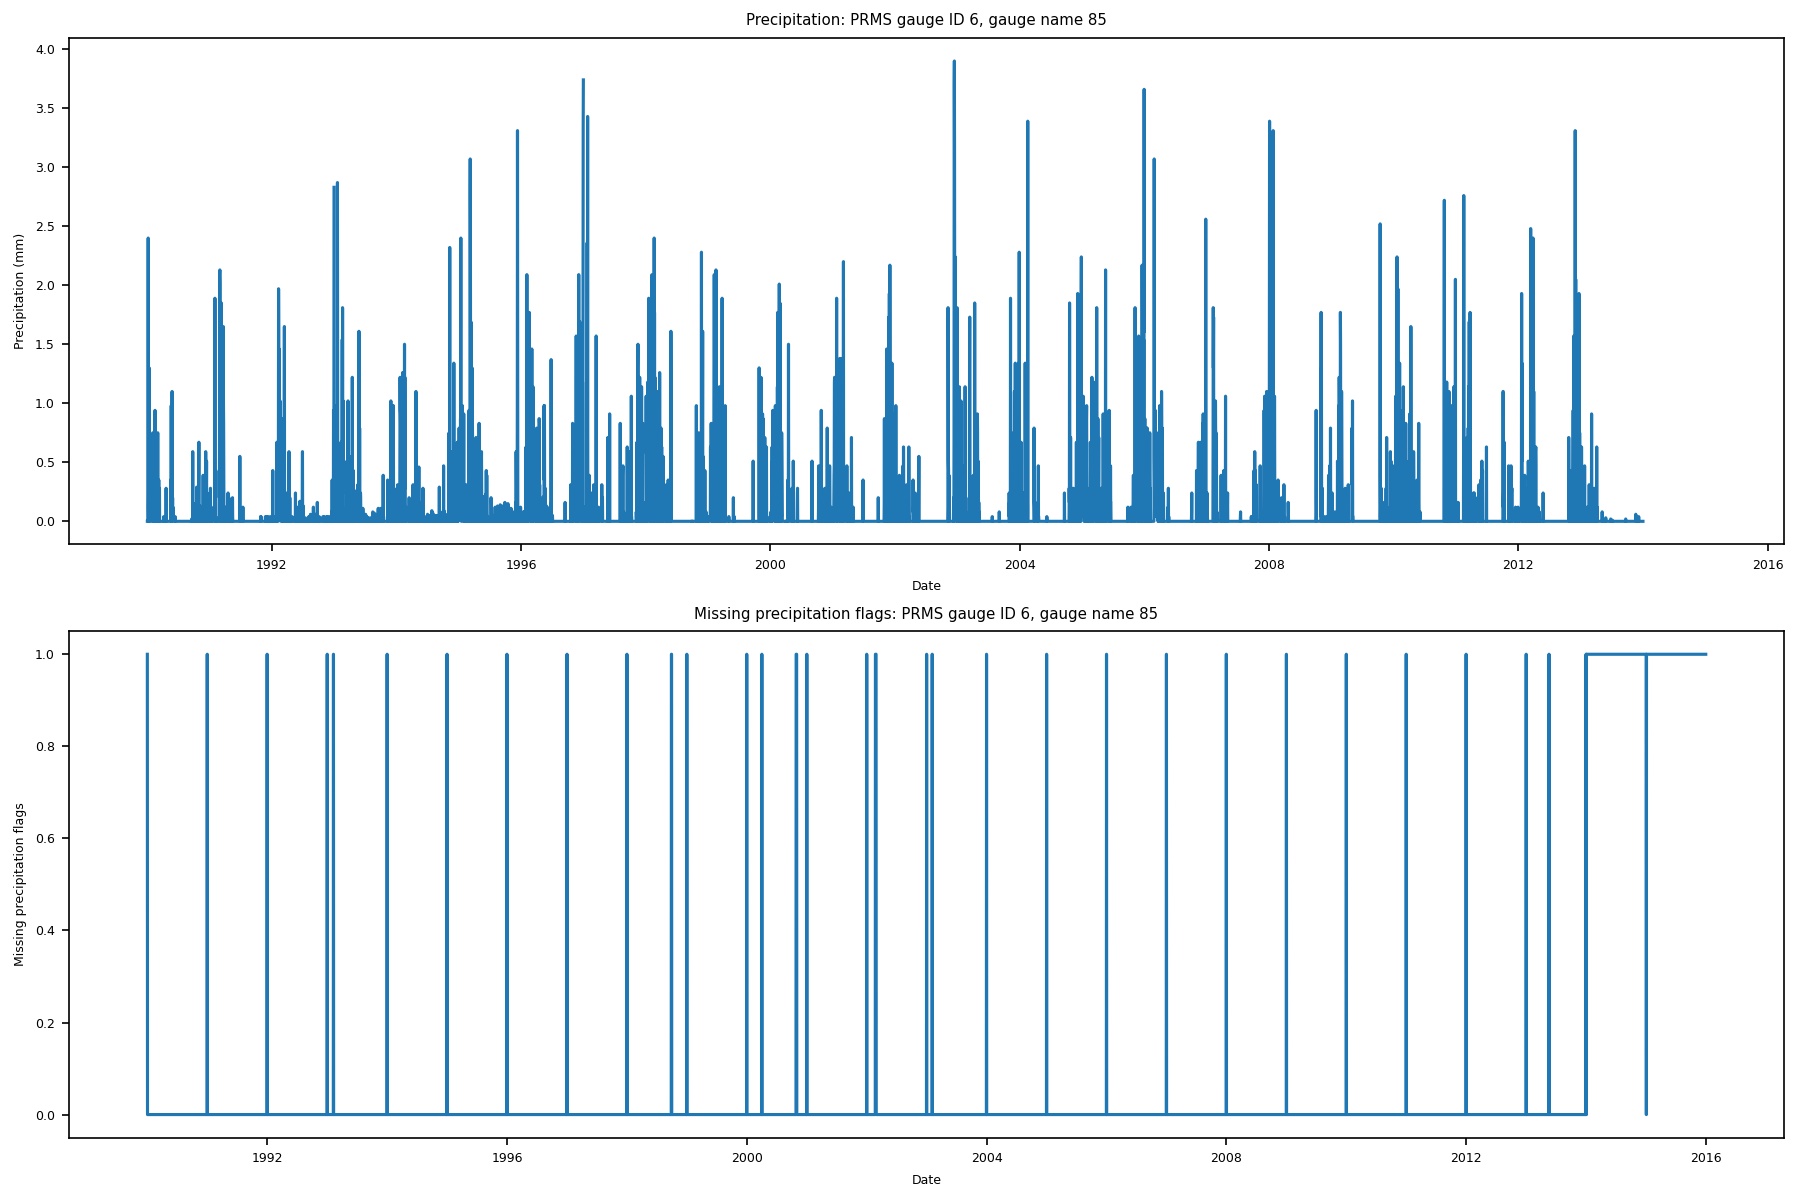 Precipitation: PRMS gauge ID 6, gauge name 85
4.0
3.5
3.0
2.5
2.0
1.5
1.0
0.5
0.0
Precipitation (mm)
1992 1996 2000 2004 2008 2012 2016
Date
Missing precipitation flags: PRMS gauge ID 6, gauge name 85
1.0
0.8
0.6
0.4
0.2
0.0
Missing precipitation flags
1992 1996 2000 2004 2008 2012 2016
Date